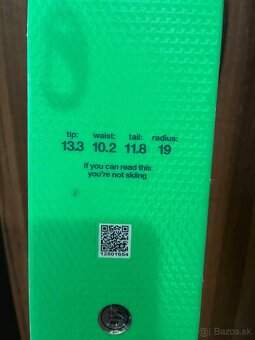 tip: waist: tail: radius:
13.3 10.2 11.8 19
If you can read this
you're not skiing
12801684
Bazos.sk